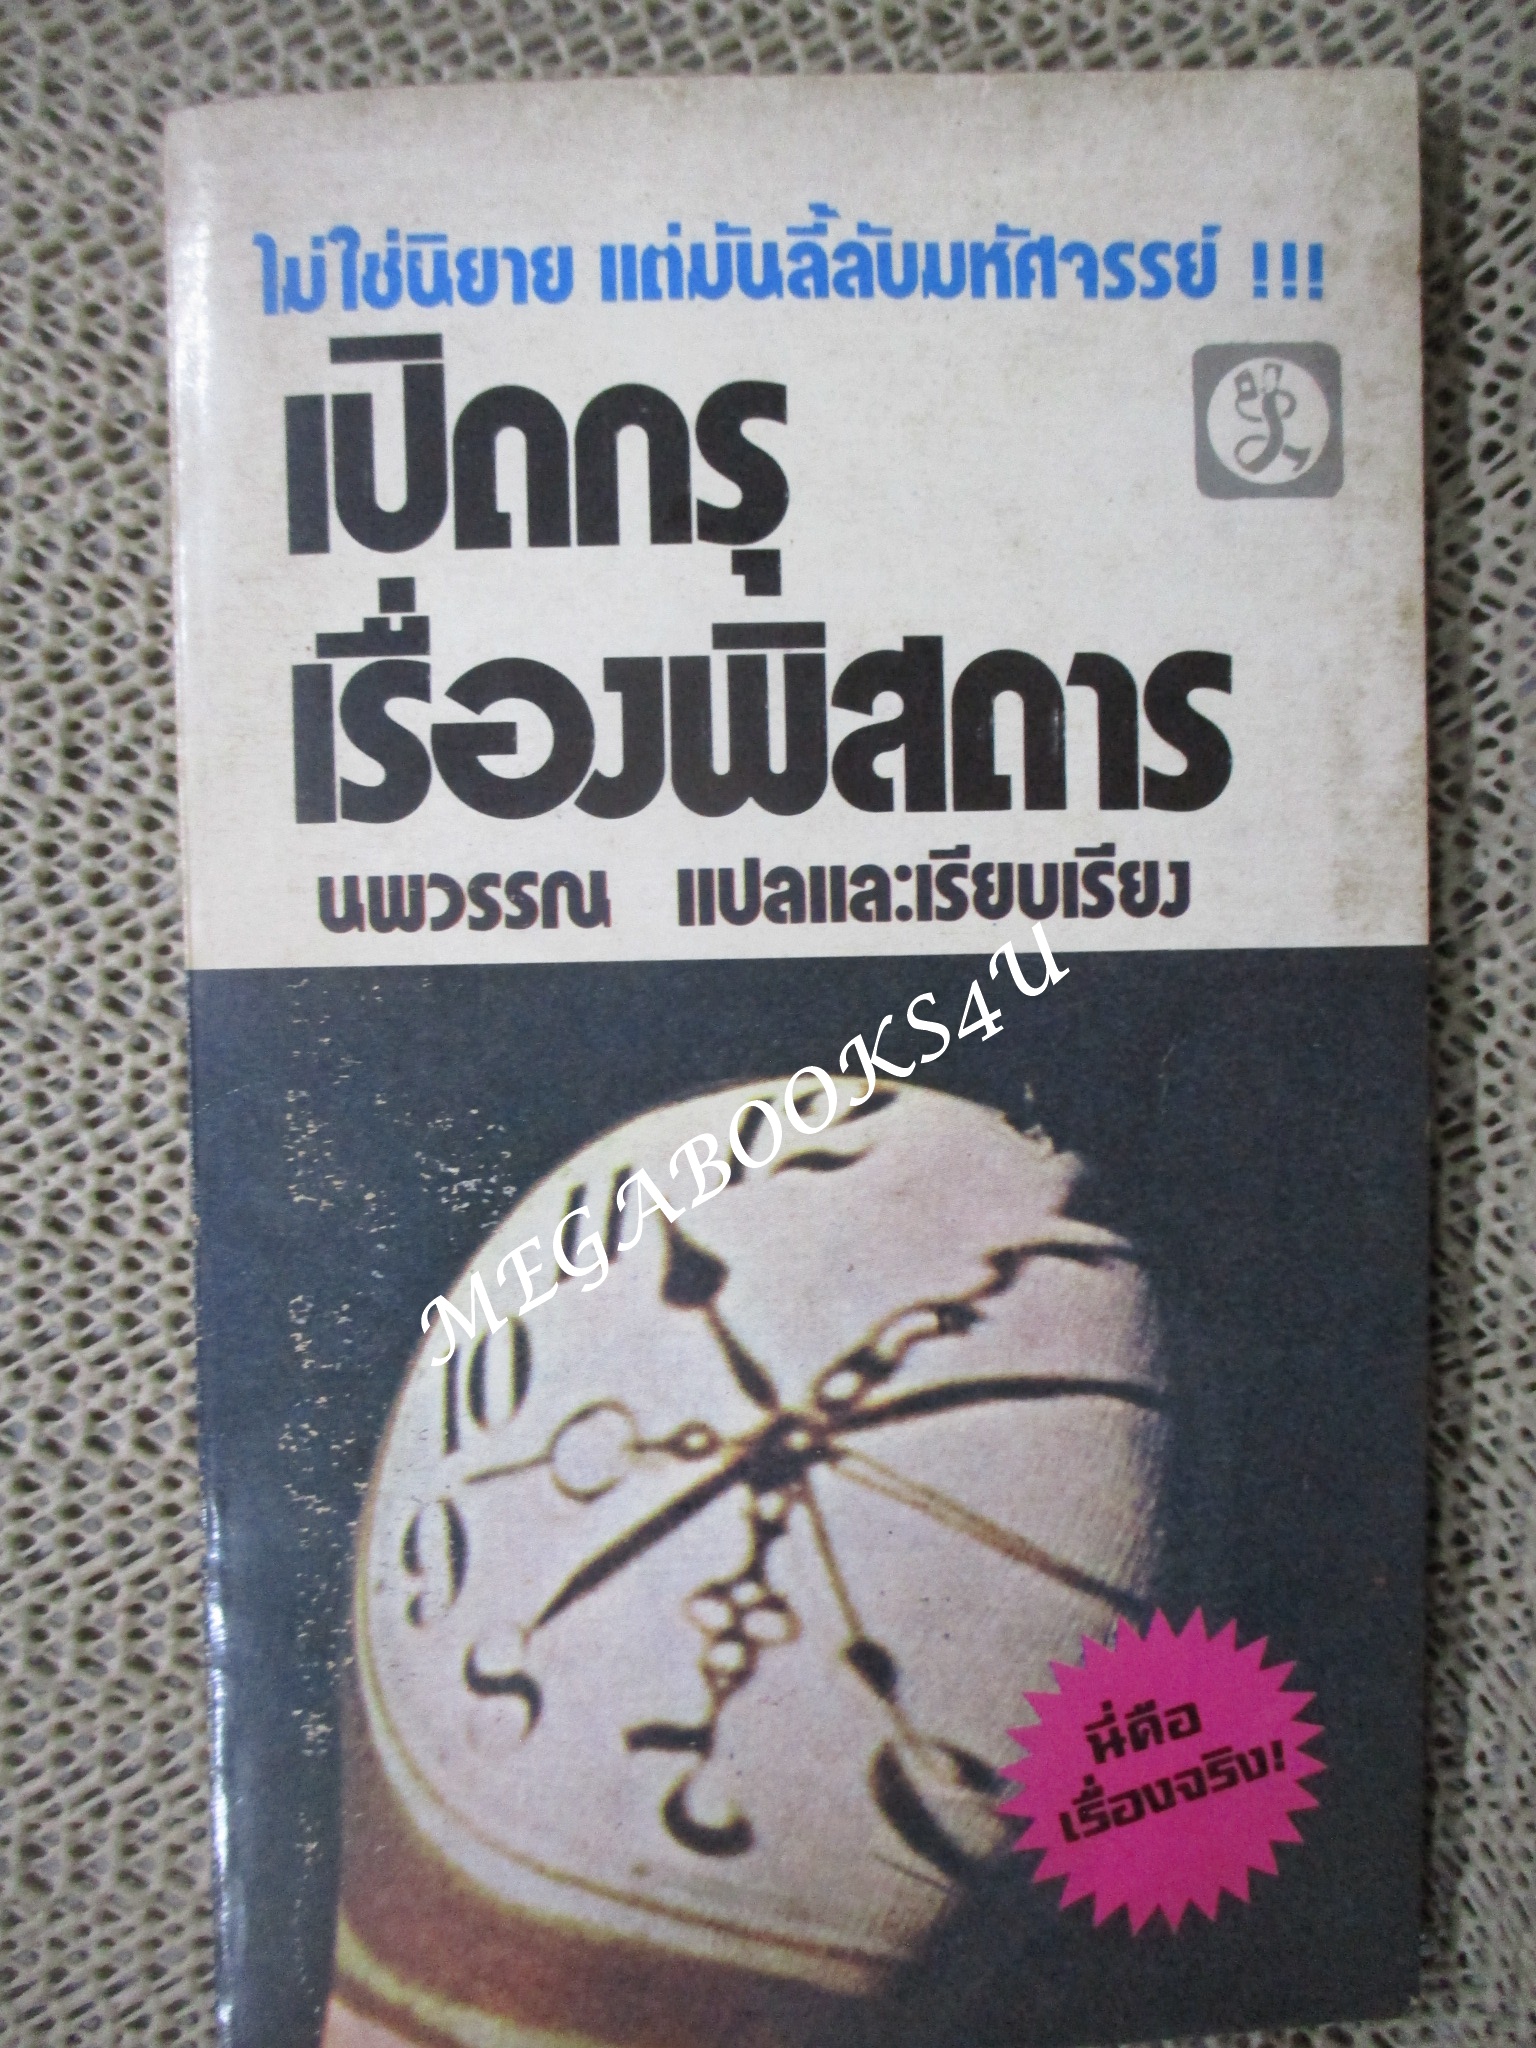 ไม่ใช่นิยาย แต่มันลี้ลับมหัศจรรย์ !!!
เปิดกรุ
เรื่องพิสดาร
นพวรรณ แปลและเรียบเรียง
MEGABOOKS4U
11
10
9
นี่คือ
เรื่องจริง!